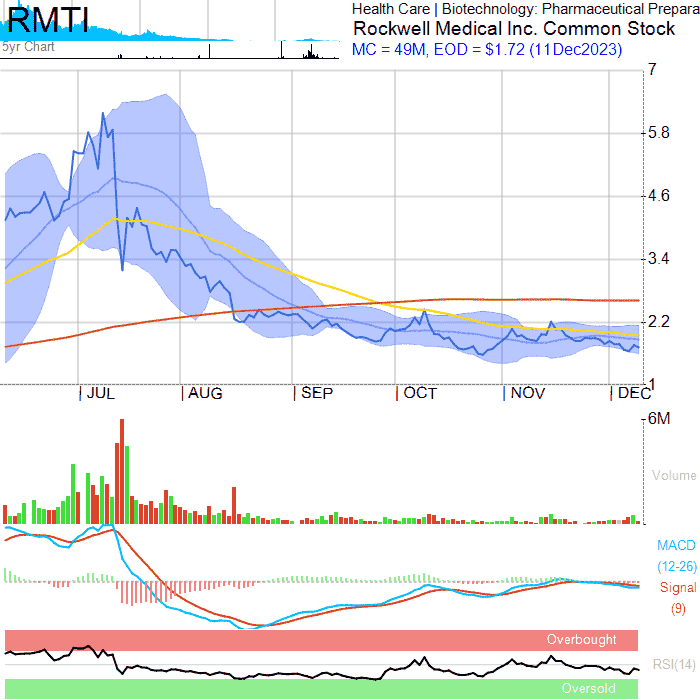 RMTI
Health Care | Biotechnology: Pharmaceutical Prepara
Rockwell Medical Inc. Common Stock
MC = 49M, EOD = $1.72 (11Dec2023)
5yr Chart
7
5.8
4.6
3.4
2.2
1
JUL AUG SEP OCT NOV DEC
6M
Volume
MACD
(12-26)
Signal
(9)
Overbought
RSI(14)
Oversold